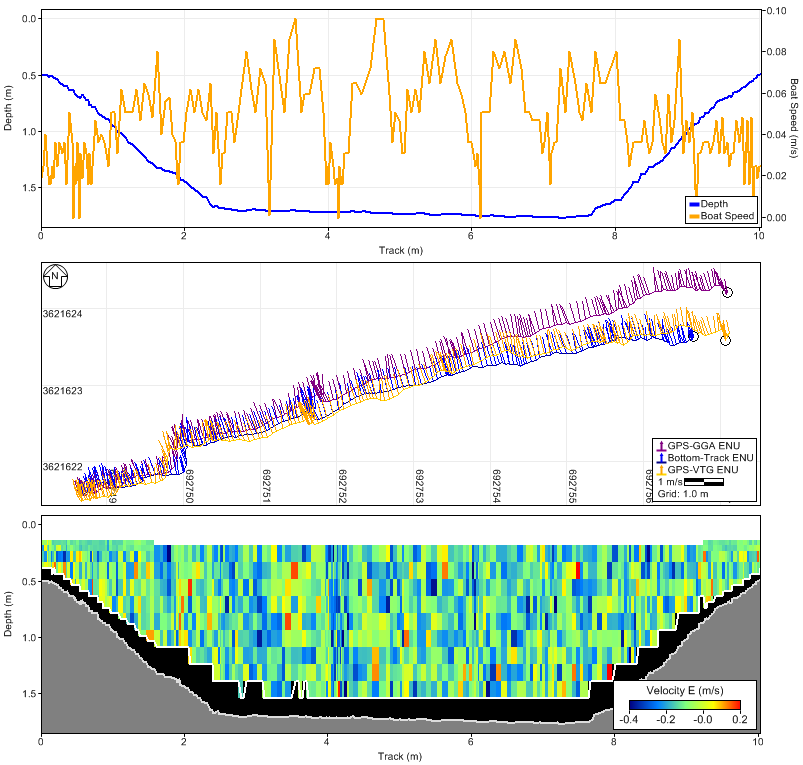 0.0
0.10
0.08
0.5
0.06
1.0
0.04
1.5
0.02
0.00
Depth (m)
Boat Speed (m/s)
Depth
Boat Speed
0
2
4
6
8
10
Track (m)
N
3621624
3621623
3621622
692750
692751
692752
692753
692754
692755
GPS-GGA ENU
Bottom-Track ENU
GPS-VTG ENU
1 m/s
Grid: 1.0 m
0.0
0.5
1.0
1.5
Depth (m)
Velocity E (m/s)
-0.4
-0.2
-0.0
0.2
0
2
4
6
8
10
Track (m)